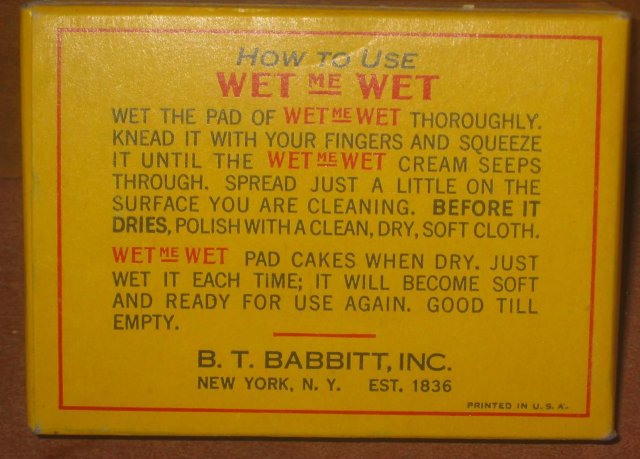 HOW TO USE
WET ME WET
WET THE PAD OF WET ME WET THOROUGHLY.
KNEAD IT WITH YOUR FINGERS AND SQUEEZE
IT UNTIL THE WET ME WET CREAM SEEPS
THROUGH. SPREAD JUST A LITTLE ON THE
SURFACE YOU ARE CLEANING. BEFORE IT
DRIES, POLISH WITH A CLEAN, DRY, SOFT CLOTH.
WET ME WET PAD CAKES WHEN DRY. JUST
WET IT EACH TIME; IT WILL BECOME SOFT
AND READY FOR USE AGAIN. GOOD TILL
EMPTY.
B. T. BABBITT, INC.
NEW YORK, N. Y. EST. 1836
PRINTED IN U. S. A.